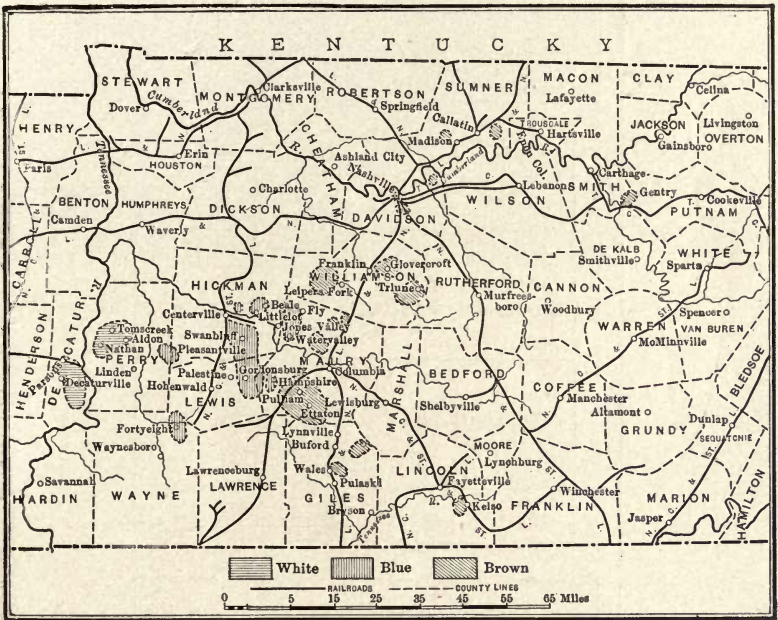 KENTUCKY
STEWART
Clarksville
ROBERTSON
SUMNER
MACON
CLAY
Celina
Dover
Cumberland
MONTGOMERY
Springfield
Lafayette
HENRY
Gallatin
TROUSDALE
Hartsville
JACKSON
Livingston
OVERTON
Gainsboro
Madison
CHEATHAM
R.
Ashland City
Nashville
Cumberland
Erin
HOUSTON
Paris
Tennessee
Carthage
Charlotte
Lebanon
SMITH
Gentry
Cookeville
BENTON
HUMPHREYS
DICKSON
DAVIDSON
WILSON
PUTNAM
Camden
Waverly
CARROLL
DE KALB
Smithville
WHITE
Sparta
Franklin
Glovercroft
WILLIAMSON
Leipers Fork
Triune
RUTHERFORD
CANNON
HICKMAN
Murfrees-
boro
Woodbury
Centerville
Beale
Fly
Littlelot
Spencer
VAN BUREN
HENDERSON
DECATUR
R.
Tomscreek
Aldon
Swanbluff
Jones Valley
Watervalley
WARREN
McMinnville
Nathan
PERRY
Pleasantville
MAURY
Columbia
BEDFORD
BLEDSOE
Parsons
Linden
Palestine
Gordonsburg
Decaturville
Hohenwald
Hampshire
MARSHALL
COFFEE
LEWIS
Pulham
Lewisburg
Shelbyville
Manchester
Ettaton
Altamont
GRUNDY
Dunlap
Fortyeight
Lynnville
SEQUATCHIE
Waynesboro
Buford
MOORE
Lynchburg
Lawrenceburg
Wales
LINCOLN
Savannah
LAWRENCE
Pulaski
Fayetteville
Winchester
HARDIN
WAYNE
GILES
MARION
Bryson
Kelso
FRANKLIN
Jasper
HAMILTON
White Blue Brown
RAILROADS COUNTY LINES
0 5 15 25 35 45 55 65 Miles